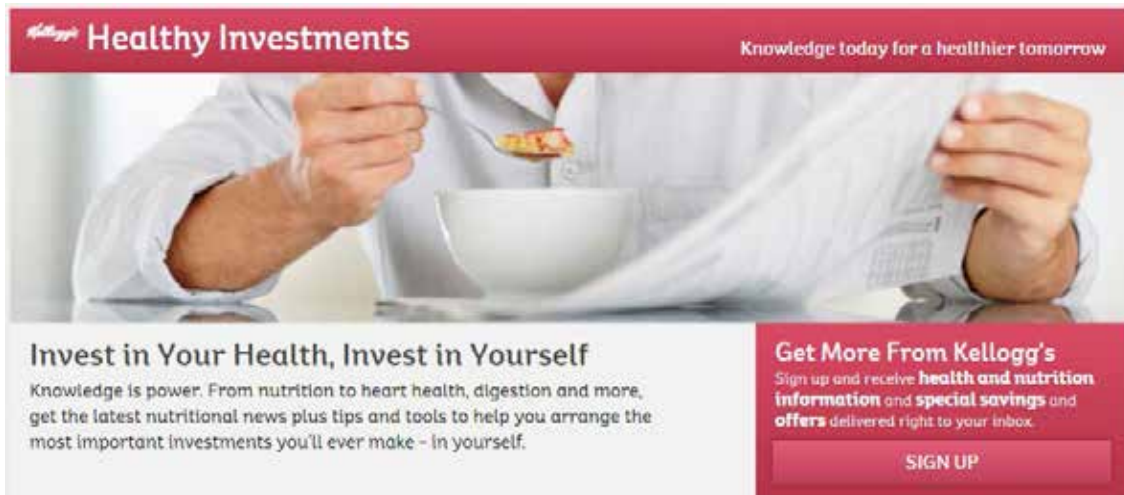 Kellogg's Healthy Investments
Knowledge today for a healthier tomorrow
Invest in Your Health, Invest in Yourself
Knowledge is power. From nutrition to heart health, digestion and more,
get the latest nutritional news plus tips and tools to help you arrange the
most important investments you'll ever make - in yourself.
Get More From Kellogg's
Sign up and receive health and nutrition
information and special savings and
offers delivered right to your inbox.
SIGN UP